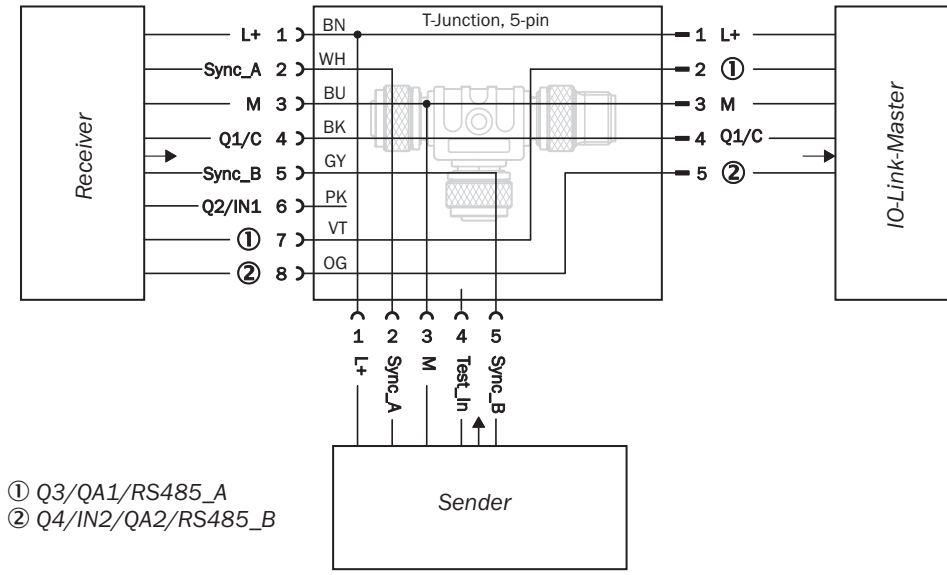 T-Junction, 5-pin
L+ 1 BN 1 L+
Sync_A 2 WH 2 ①
M 3 BU 3 M
Q1/C 4 BK 4 Q1/C
Sync_B 5 GY 5 ②
Q2/IN1 6 PK
① 7 VT
② 8 OG
Receiver
IO-Link-Master
1 2 3 4 5
L+
Sync_A
M
Test_In
Sync_B
Sender
① Q3/QA1/RS485_A
② Q4/IN2/QA2/RS485_B